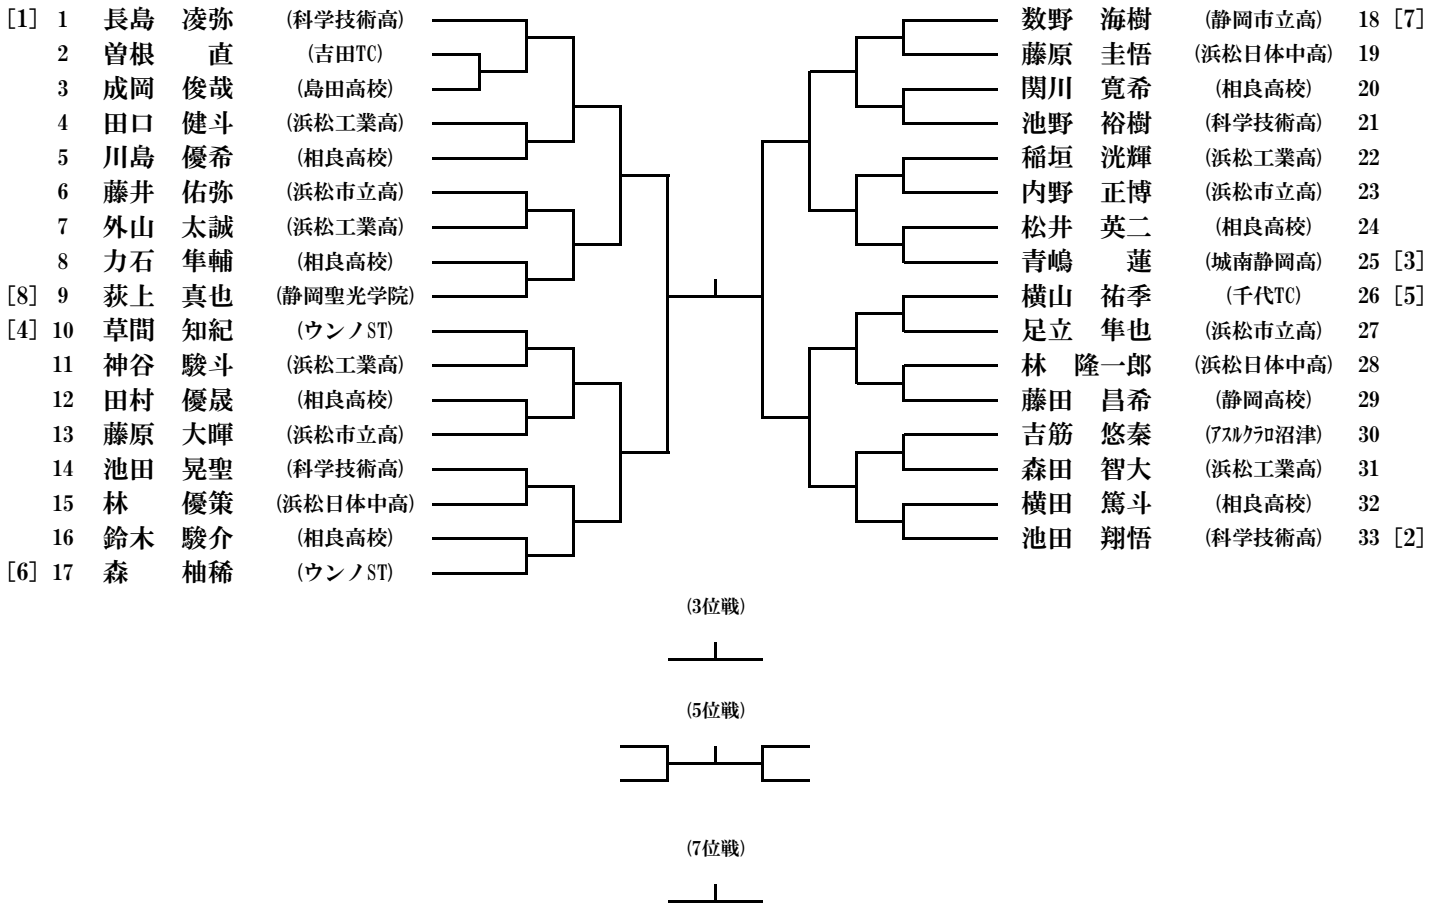 [1] 1 長島 凌弥 (科学技術高)
2 曽根 直 (吉田TC)
3 成岡 俊哉 (島田高校)
4 田口 健斗 (浜松工業高)
5 川島 優希 (相良高校)
6 藤井 佑弥 (浜松市立高)
7 外山 太誠 (浜松工業高)
8 力石 隼輔 (相良高校)
[8] 9 荻上 真也 (静岡聖光学院)
[4] 10 草間 知紀 (ウンノST)
11 神谷 駿斗 (浜松工業高)
12 田村 優晟 (相良高校)
13 藤原 大暉 (浜松市立高)
14 池田 晃聖 (科学技術高)
15 林 優策 (浜松日体中高)
16 鈴木 駿介 (相良高校)
[6] 17 森 柚稀 (ウンノST)
数野 海樹 (静岡市立高) 18 [7]
藤原 圭悟 (浜松日体中高) 19
関川 寛希 (相良高校) 20
池野 裕樹 (科学技術高) 21
稲垣 洸輝 (浜松工業高) 22
内野 正博 (浜松市立高) 23
松井 英二 (相良高校) 24
青嶋 蓮 (城南静岡高) 25 [3]
横山 祐季 (千代TC) 26 [5]
足立 隼也 (浜松市立高) 27
林 隆一郎 (浜松日体中高) 28
藤田 昌希 (静岡高校) 29
吉筋 悠秦 (ｱｽﾙｸﾗﾛ沼津) 30
森田 智大 (浜松工業高) 31
横田 篤斗 (相良高校) 32
池田 翔悟 (科学技術高) 33 [2]
(3位戦)
(5位戦)
(7位戦)